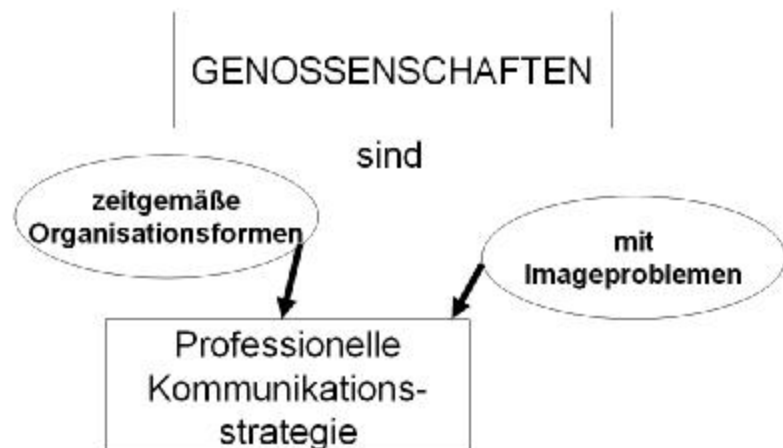 GENOSSENSCHAFTEN
sind
zeitgemäße
Organisationsformen
mit
Imageproblemen
Professionelle
Kommunikations-
strategie